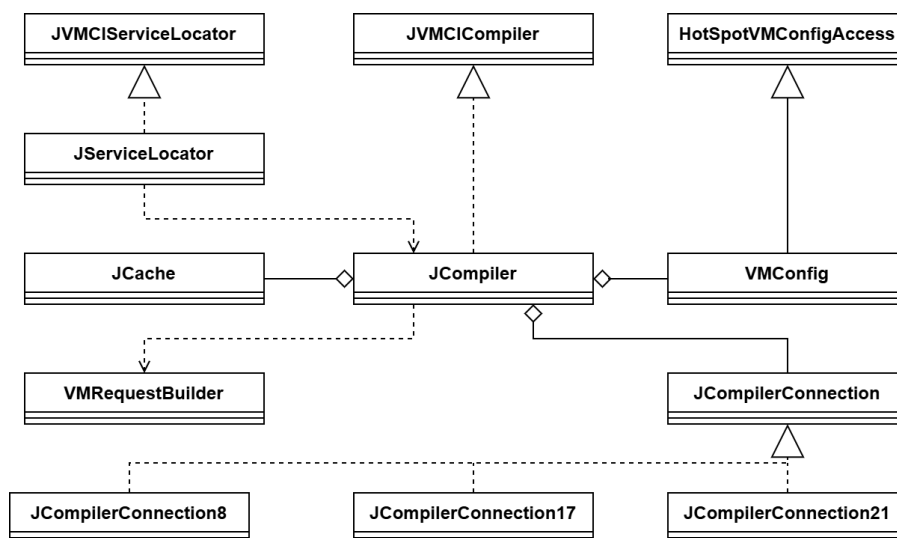 JVMCIServiceLocator
JVMCICompiler
HotSpotVMConfigAccess
JServiceLocator
JCache
JCompiler
VMConfig
VMRequestBuilder
JCompilerConnection
JCompilerConnection8
JCompilerConnection17
JCompilerConnection21